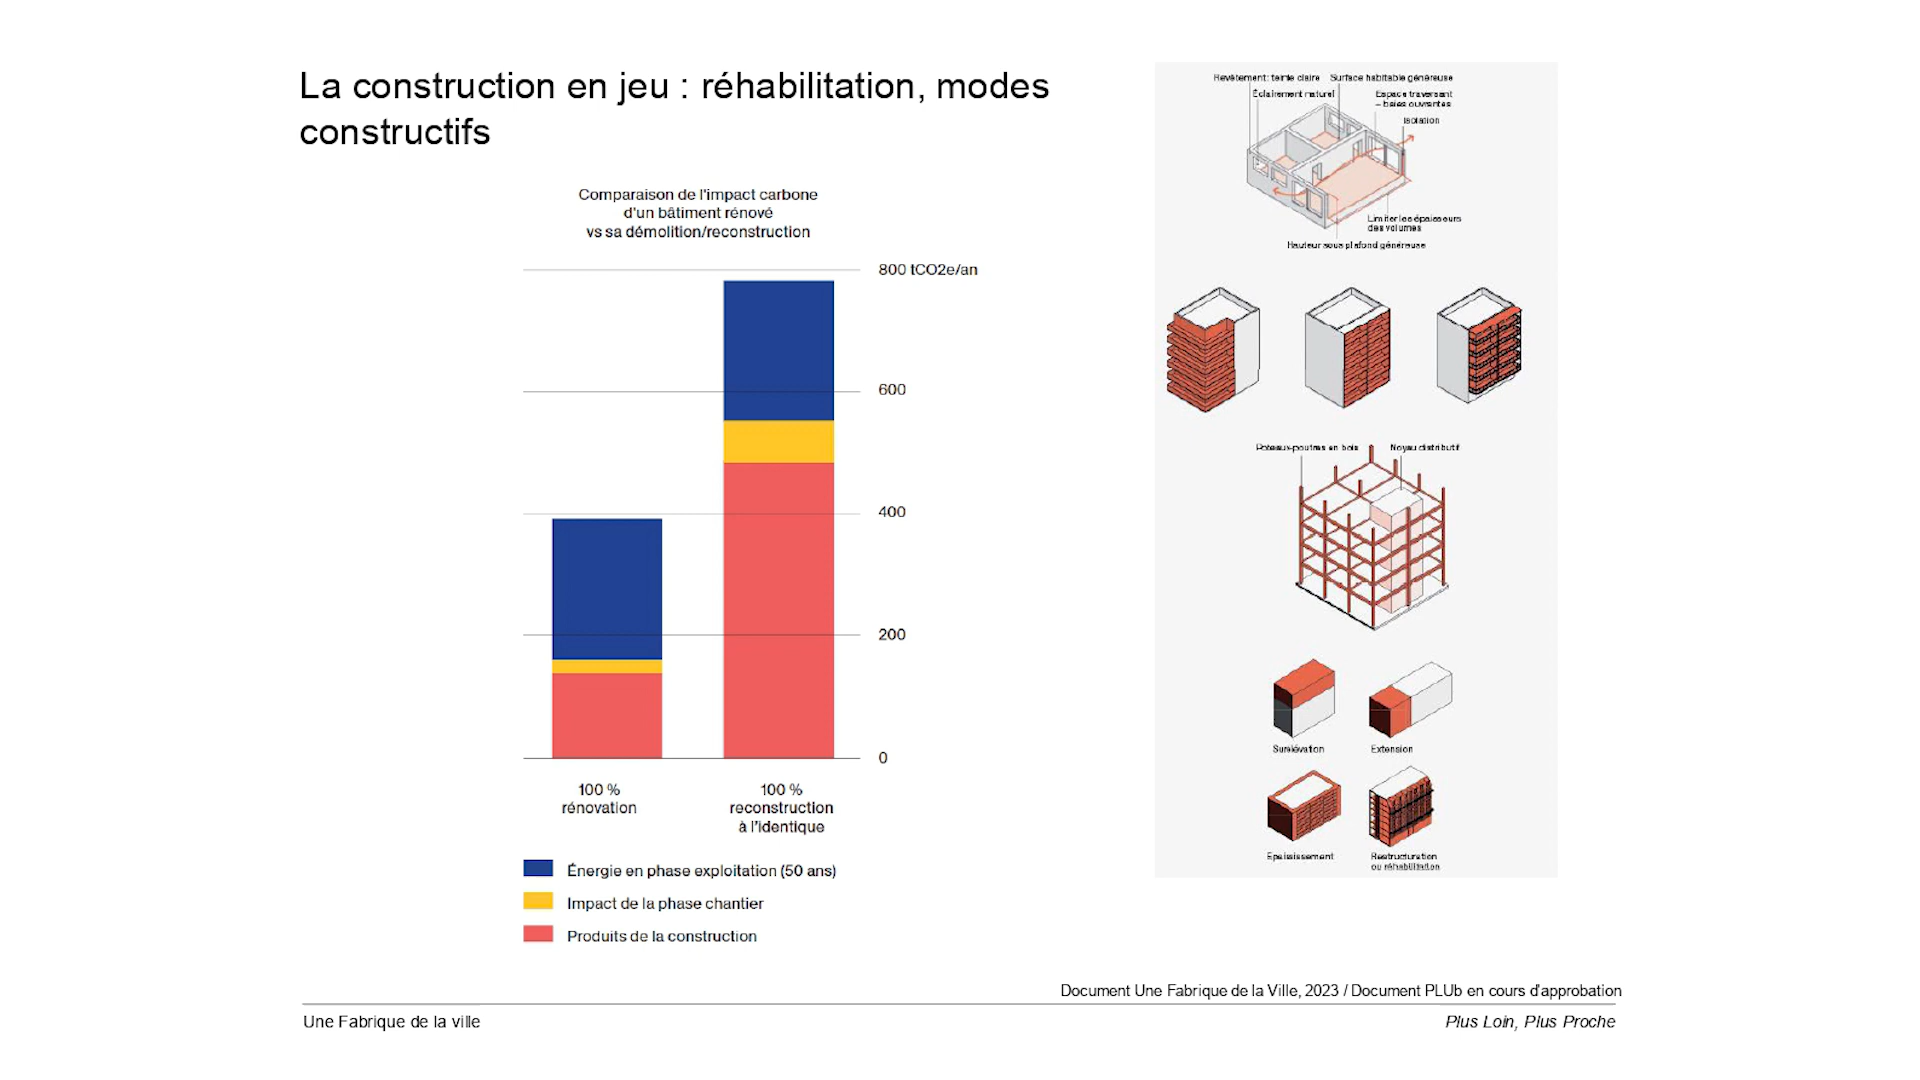 La construction en jeu : réhabilitation, modes
constructifs
Comparaison de l'impact carbone
d'un bâtiment rénové
vs sa démolition/reconstruction
800 tCO2e/an
600
400
200
0
100 %
rénovation
100 %
reconstruction
à l'identique
Énergie en phase exploitation (50 ans)
Impact de la phase chantier
Produits de la construction
Revêtement: teinte claire
Surface habitable généreuse
Éclairement naturel
Espace traversant
– baies ouvrantes
Isolation
Limiter les épaisseurs
des volumes
Hauteur sous plafond généreuse
Poteaux-poutres en bois
Noyau distributif
Surélévation
Extension
Epaississement
Restructuration
ou réhabilitation
Document Une Fabrique de la Ville, 2023 / Document PLUb en cours d'approbation
Une Fabrique de la ville
Plus Loin, Plus Proche